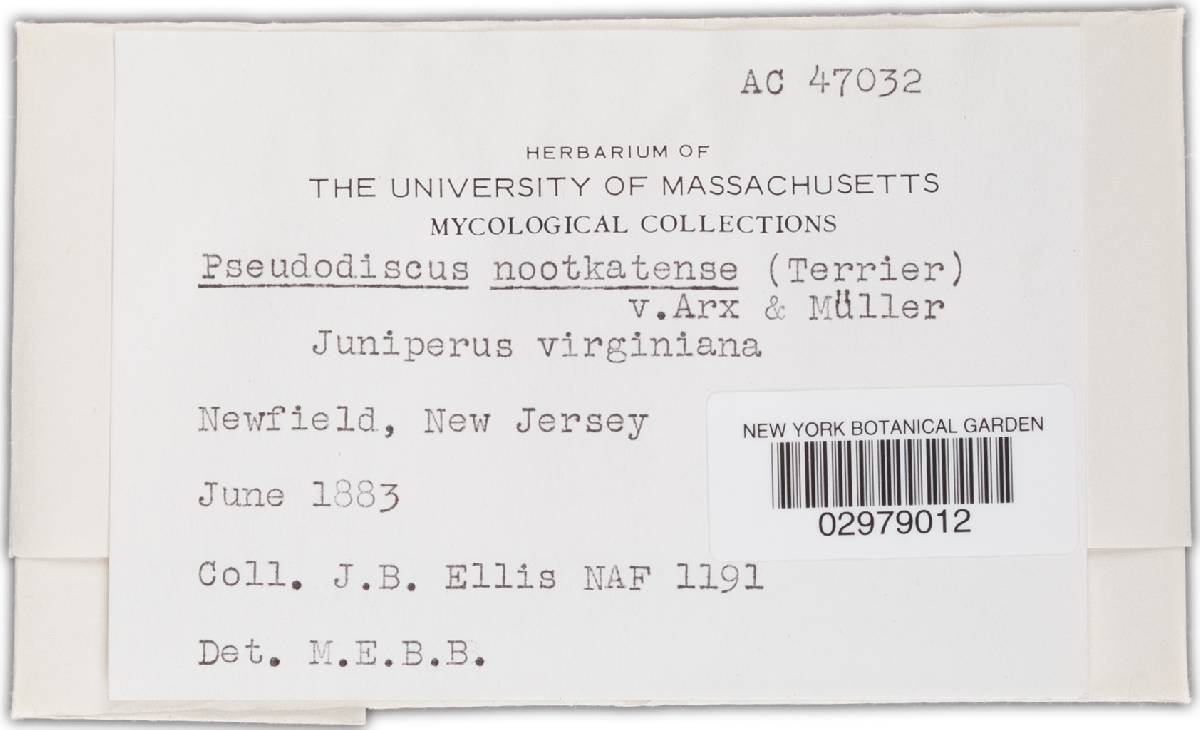 AC 47032
HERBARIUM OF
THE UNIVERSITY OF MASSACHUSETTS
MYCOLOGICAL COLLECTIONS
Pseudodiscus nootkatense (Terrier)
v.Arx & Müller
Juniperus virginiana
Newfield, New Jersey
June 1883
Coll. J.B. Ellis NAF 1191
Det. M.E.B.B.
NEW YORK BOTANICAL GARDEN
02979012